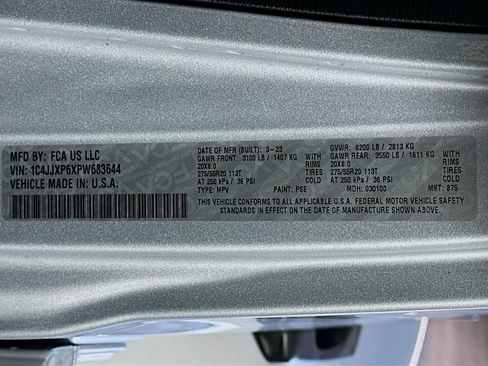 MFD BY: FCA US LLC
VIN: 1C4JJXP6XPW683644
VEHICLE MADE IN U.S.A.
DATE OF MFR (BUILT): 3-23
GAWR FRONT: 3100 LB / 1407 KG
WITH RIMS
20X8.0
275/55R20 113T TIRES
AT 250 kPa / 36 PSI COLD
TYPE: MPV PAINT: PSE
GVWR: 6200 LB / 2813 KG
GAWR REAR: 3550 LB / 1611 KG
WITH RIMS
20X8.0
275/55R20 113T TIRES
AT 250 kPa / 36 PSI COLD
MDH: 030100 MKT: 875
THIS VEHICLE CONFORMS TO ALL APPLICABLE U.S.A. FEDERAL MOTOR VEHICLE SAFETY
STANDARDS IN EFFECT ON THE DATE OF MANUFACTURE SHOWN ABOVE.